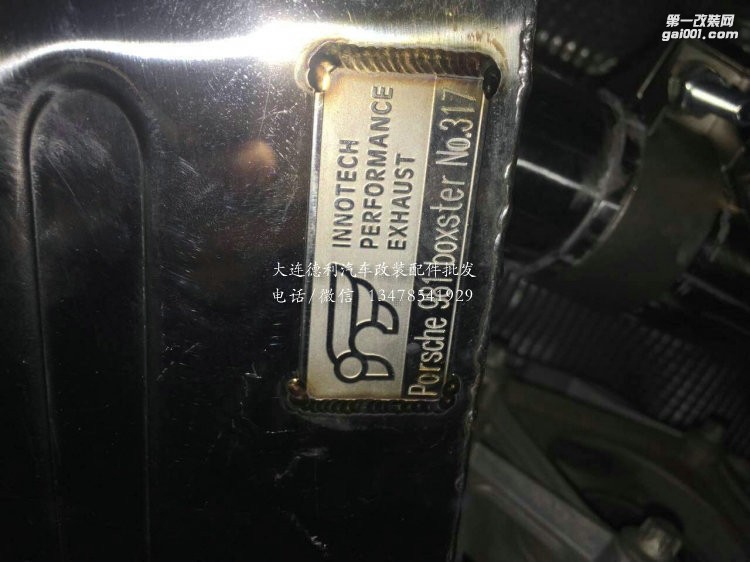 第一改装网
gai001.com
INNOTECH
PERFORMANCE
EXHAUST
Porsche 981 boxster No.317
大连德利汽车改装配件批发
电话/微信 13478541929